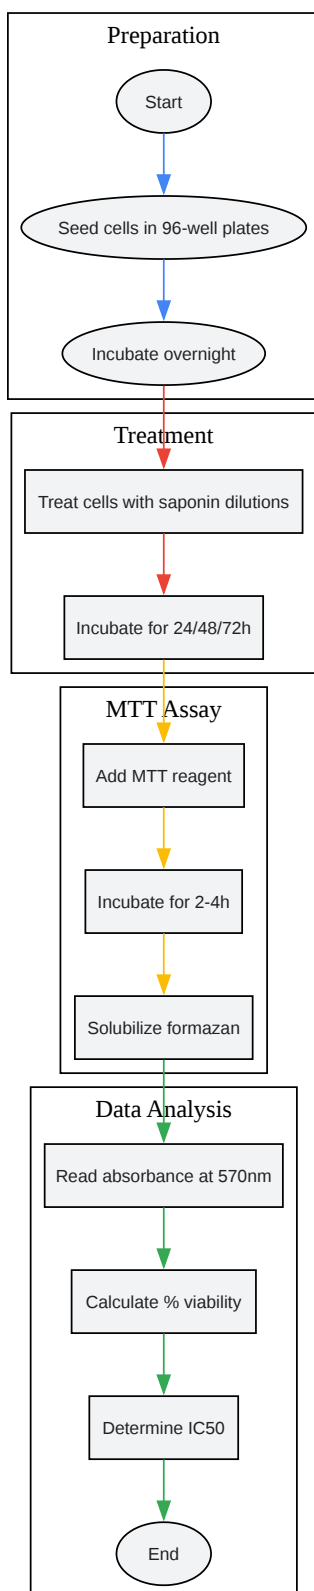 Preparation
Start
Seed cells in 96-well plates
Incubate overnight
Treatment
Treat cells with saponin dilutions
Incubate for 24/48/72h
MTT Assay
Add MTT reagent
Incubate for 2-4h
Solubilize formazan
Data Analysis
Read absorbance at 570nm
Calculate % viability
Determine IC50
End